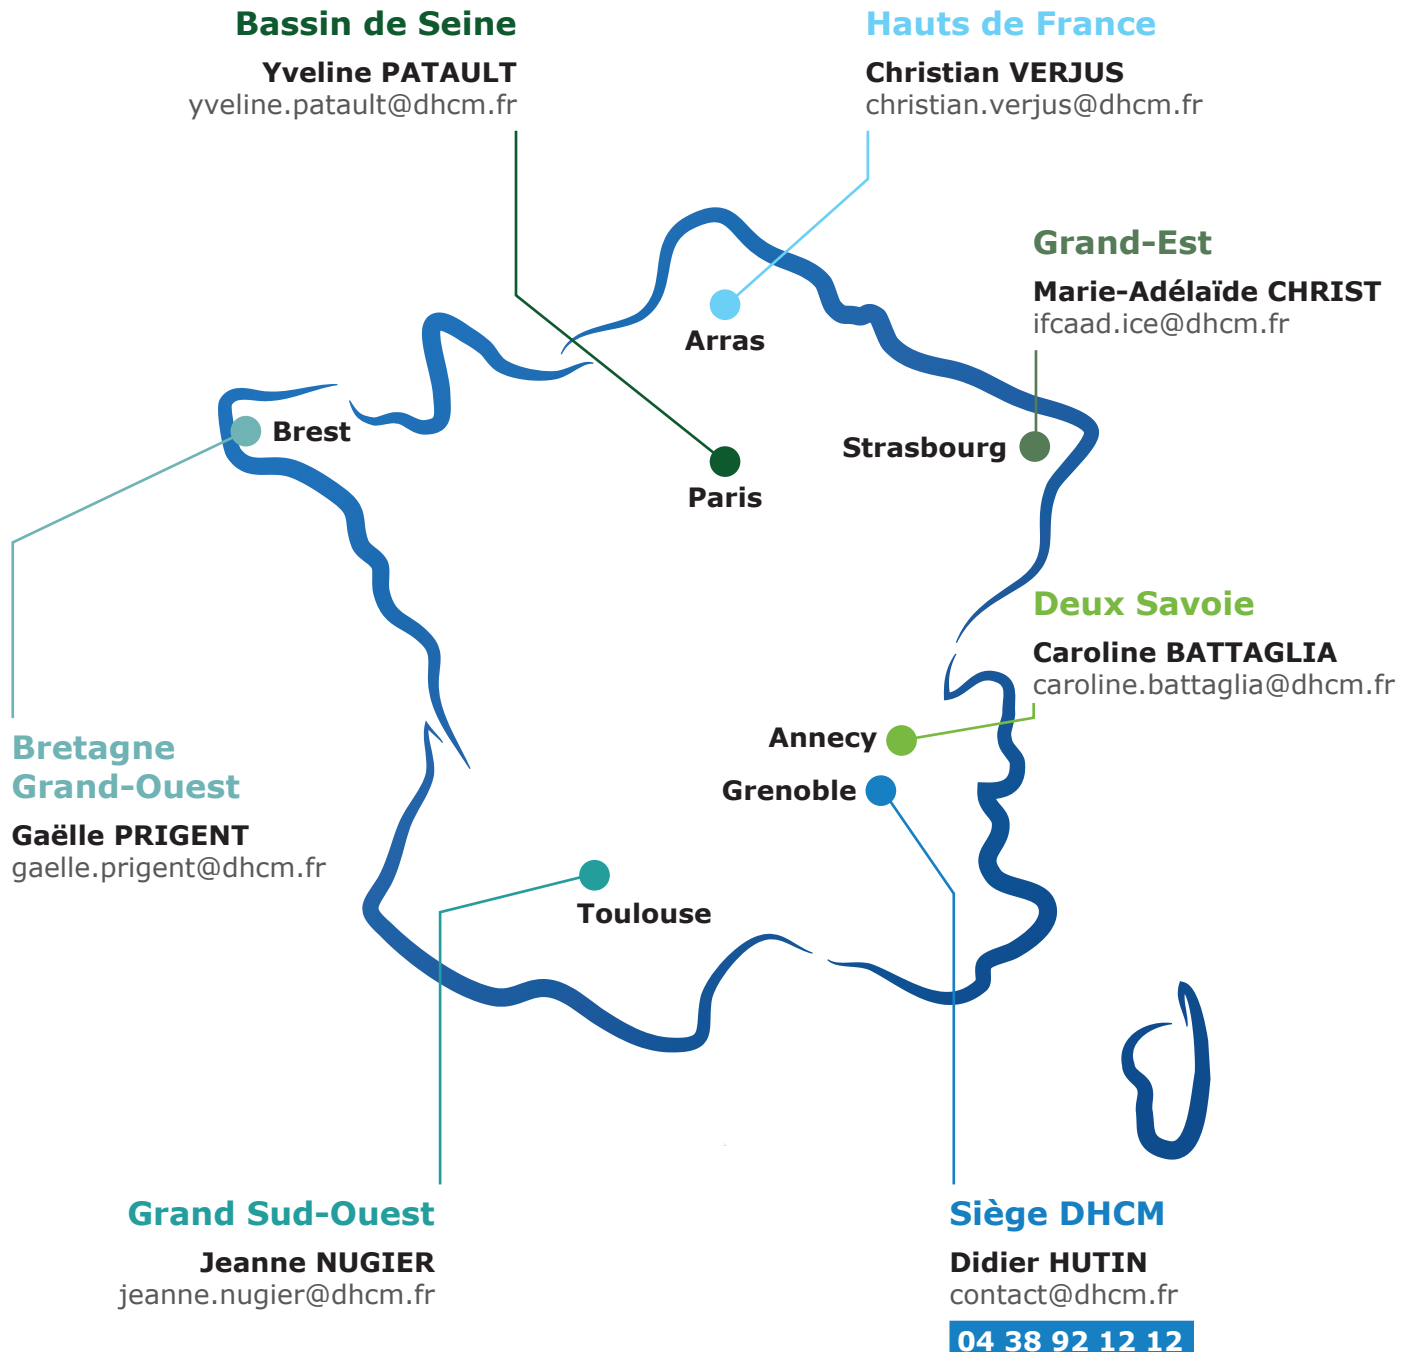 Bassin de Seine
Yveline PATAULT
yveline.patault@dhcm.fr
Hauts de France
Christian VERJUS
christian.verjus@dhcm.fr
Grand-Est
Marie-Adélaïde CHRIST
ifcaad.ice@dhcm.fr
Arras
Brest
Strasbourg
Paris
Deux Savoie
Caroline BATTAGLIA
caroline.battaglia@dhcm.fr
Annecy
Grenoble
Bretagne
Grand-Ouest
Gaëlle PRIGENT
gaelle.prigent@dhcm.fr
Toulouse
Grand Sud-Ouest
Jeanne NUGIER
jeanne.nugier@dhcm.fr
Siège DHCM
Didier HUTIN
contact@dhcm.fr
04 38 92 12 12